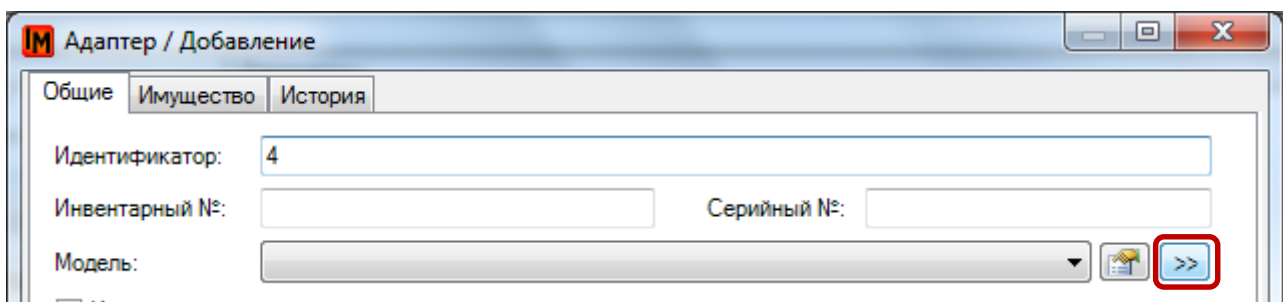 IM Адаптер / Добавление
Общие Имущество История
Идентификатор: 4
Инвентарный №: Серийный №:
Модель: >>